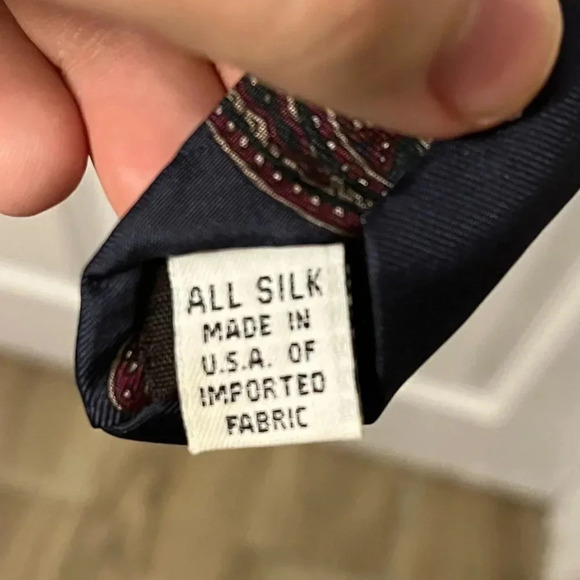 ALL SILK
MADE IN
U.S.A. OF
IMPORTED
FABRIC